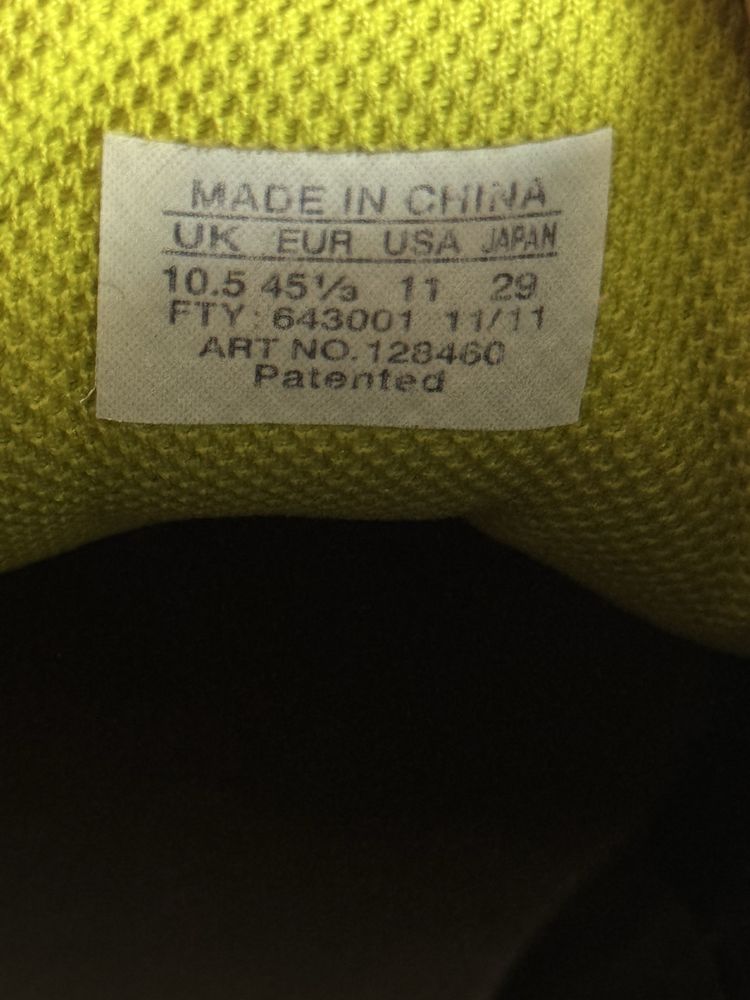 MADE IN CHINA
UK EUR USA JAPAN
10.5 45⅓ 11 29
FTY: 643001 11/11
ART NO. 128460
Patented